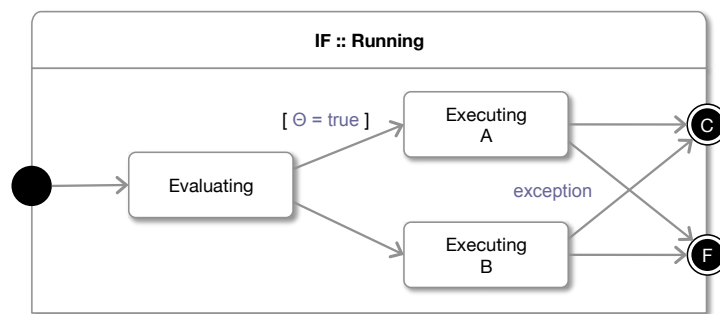 IF :: Running
[ Θ = true ]
Executing
A
C
Evaluating
exception
Executing
B
F